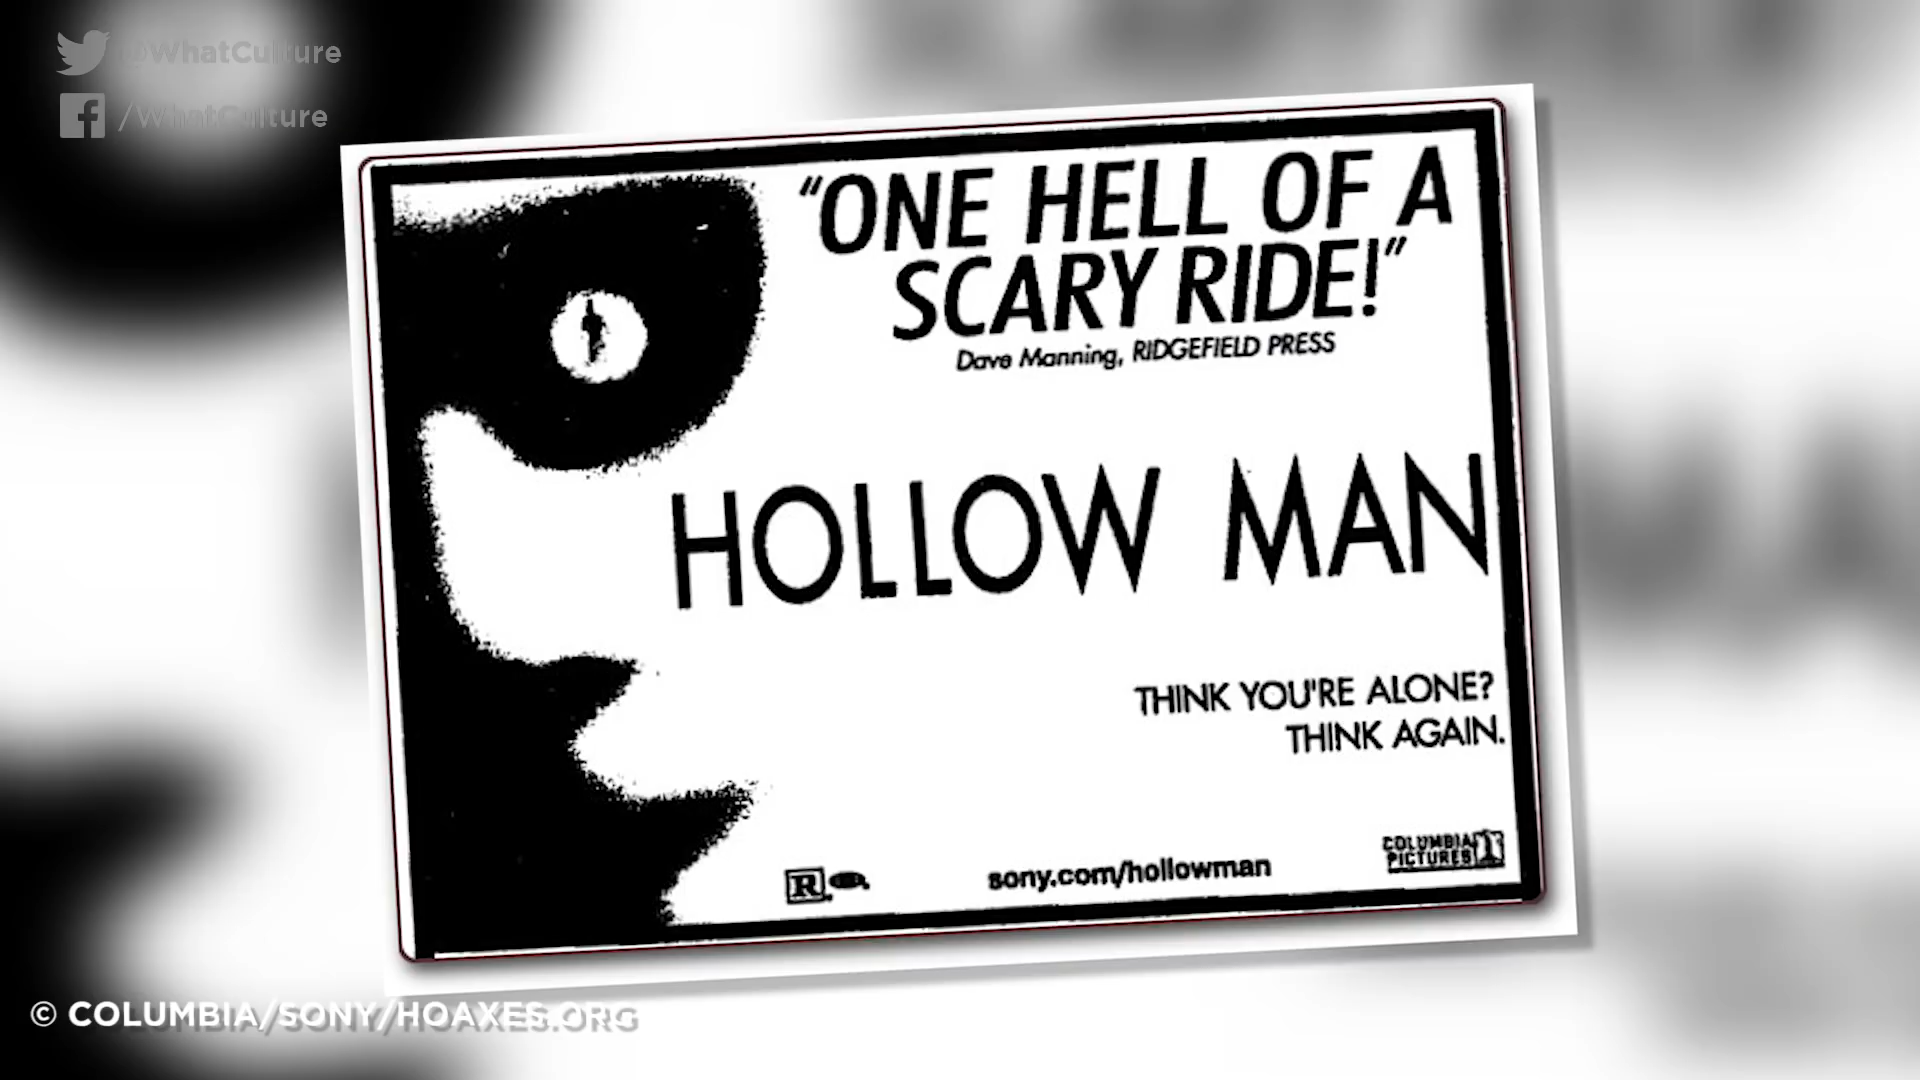 @WhatCulture
/WhatCulture
“ONE HELL OF A
SCARY RIDE!”
Dave Manning, RIDGEFIELD PRESS
HOLLOW MAN
THINK YOU'RE ALONE?
THINK AGAIN.
R
sony.com/hollowman
COLUMBIA
PICTURES
© COLUMBIA/SONY/HOAXES.ORG